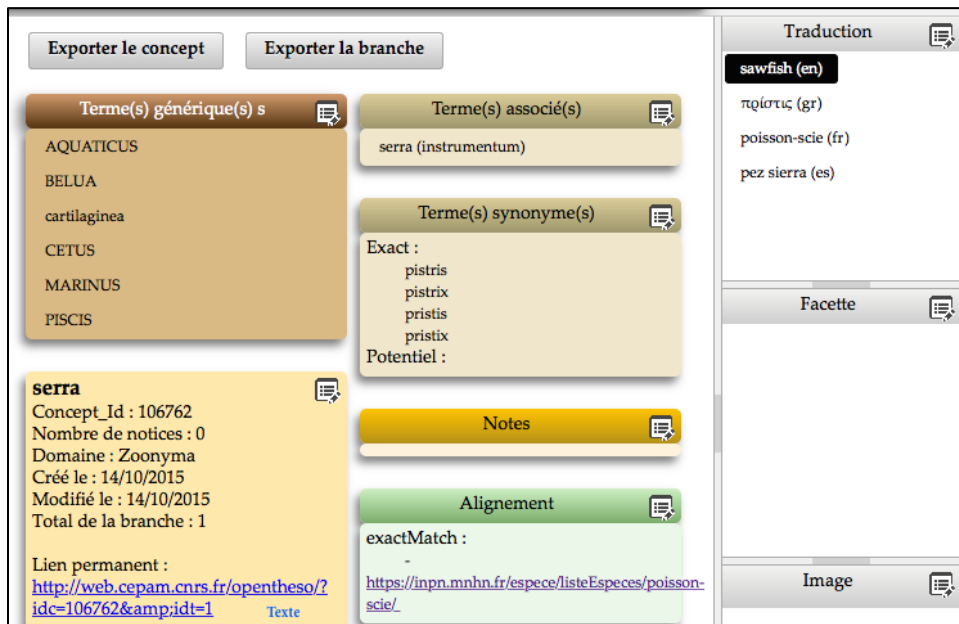 Exporter le concept
Exporter la branche
Terme(s) générique(s) s
AQUATICUS
BELUA
cartilaginea
CETUS
MARINUS
PISCIS
serra
Concept_Id : 106762
Nombre de notices : 0
Domaine : Zoonyma
Créé le : 14/10/2015
Modifié le : 14/10/2015
Total de la branche : 1
Lien permanent :
http://web.cepam.cnrs.fr/opentheso/?
idc=106762&amp;idt=1
Texte
Terme(s) associé(s)
serra (instrumentum)
Terme(s) synonyme(s)
Exact :
pistris
pistrix
pristis
pristix
Potentiel :
Notes
Alignement
exactMatch :
-
https://inpn.mnhn.fr/espece/listeEspeces/poisson-
scie/
Traduction
sawfish (en)
πρίστις (gr)
poisson-scie (fr)
pez sierra (es)
Facette
Image